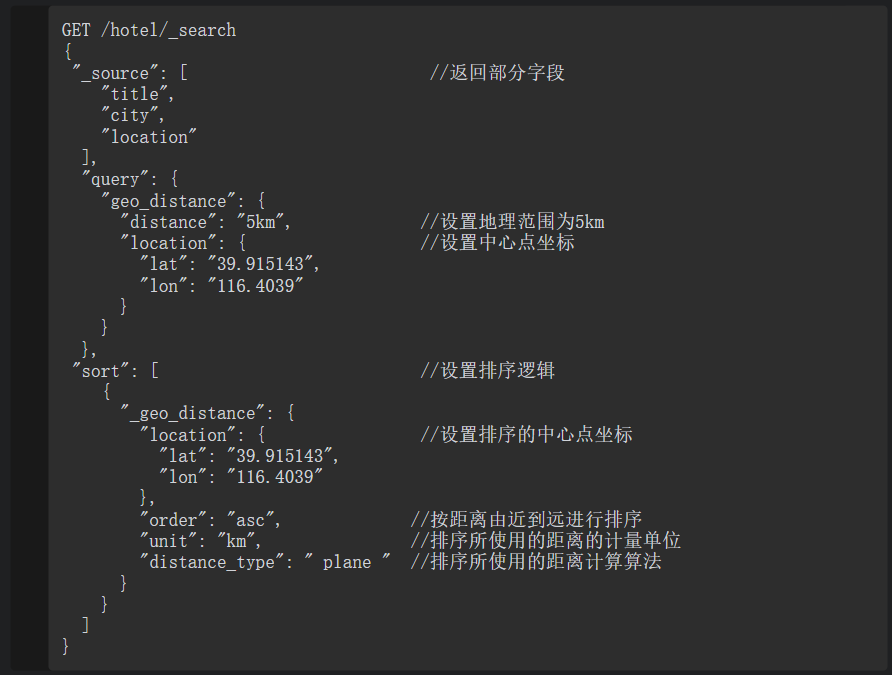 GET /hotel/_search
{
"_source": [ //返回部分字段
"title",
"city",
"location"
],
"query": {
"geo_distance": {
"distance": "5km", //设置地理范围为5km
"location": { //设置中心点坐标
"lat": "39.915143",
"lon": "116.4039"
}
}
},
"sort": [ //设置排序逻辑
{
"_geo_distance": {
"location": { //设置排序的中心点坐标
"lat": "39.915143",
"lon": "116.4039"
},
"order": "asc", //按距离由近到远进行排序
"unit": "km", //排序所使用的距离的计量单位
"distance_type": " plane " //排序所使用的距离计算算法
}
}
]
}